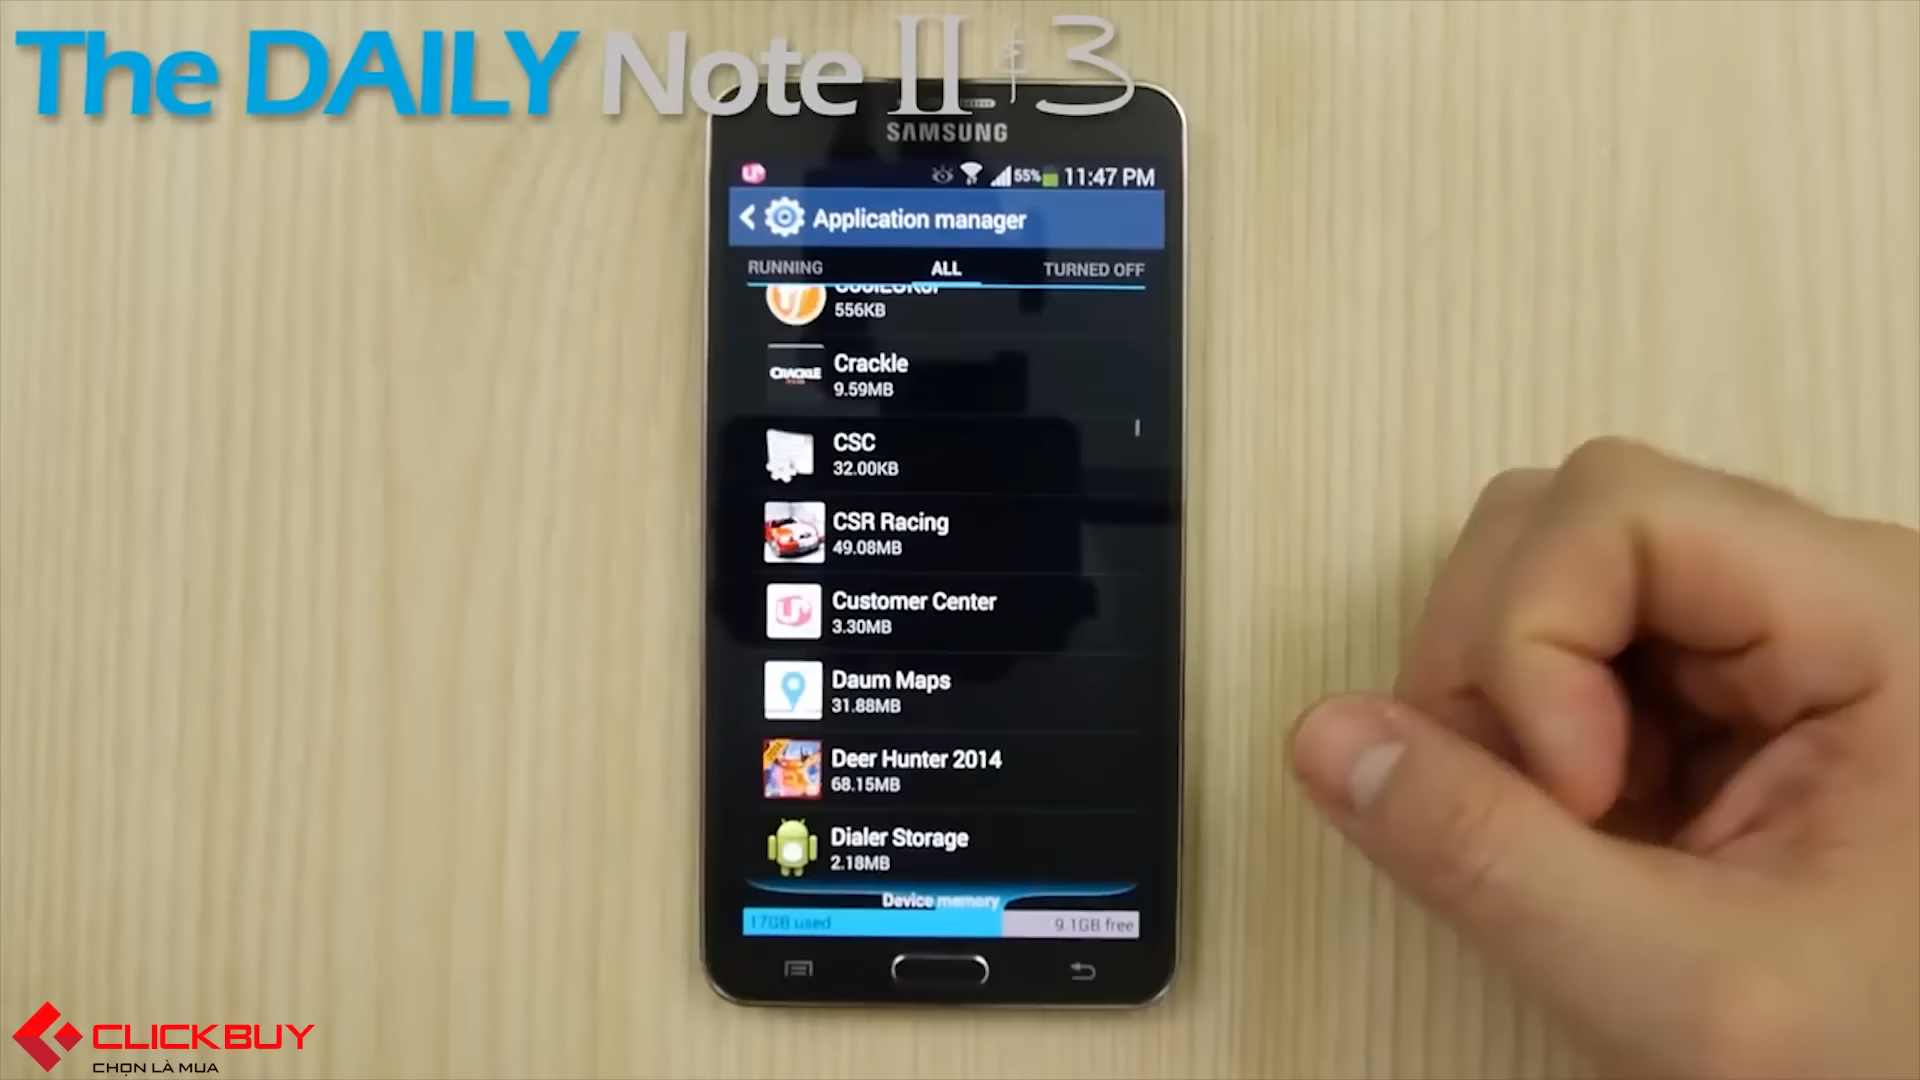 The DAILY Note II & 3
SAMSUNG
55% 11:47 PM
Application manager
RUNNING ALL TURNED OFF
556KB
CRACKLE
Crackle
9.59MB
CSC
32.00KB
CSR Racing
49.08MB
U+
Customer Center
3.30MB
Daum Maps
31.88MB
Deer Hunter 2014
68.15MB
Dialer Storage
2.18MB
Device memory
17GB used 9.1GB free
CLICKBUY
CHỌN LÀ MUA